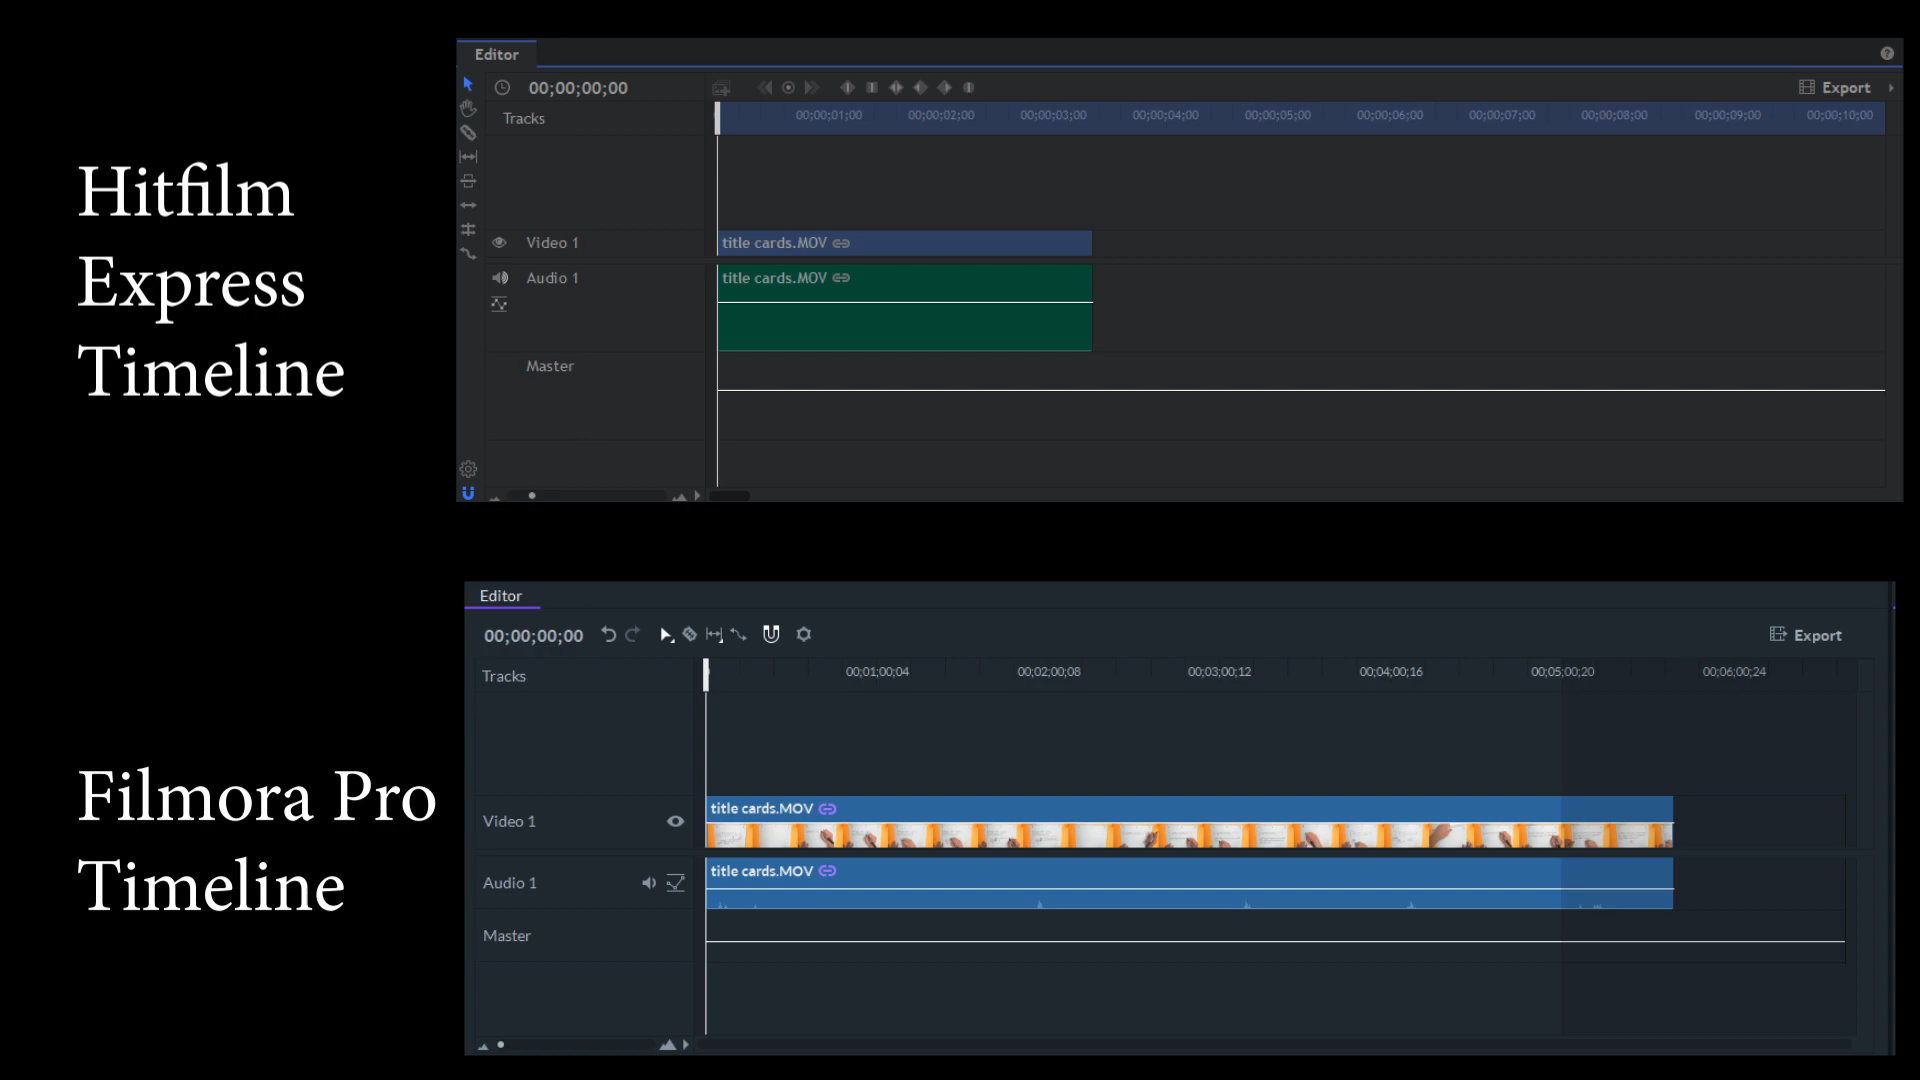 Hitfilm
Express
Timeline
Editor
00;00;00;00
Export
Tracks
00;00;01;00 00;00;02;00 00;00;03;00 00;00;04;00 00;00;05;00 00;00;06;00 00;00;07;00 00;00;08;00 00;00;09;00 00;00;10;00
Video 1 title cards.MOV
Audio 1 title cards.MOV
Master
Filmora Pro
Timeline
Editor
00;00;00;00
Export
Tracks
00;01;00;04 00;02;00;08 00;03;00;12 00;04;00;16 00;05;00;20 00;06;00;24
title cards.MOV
Video 1
title cards.MOV
Audio 1
Master